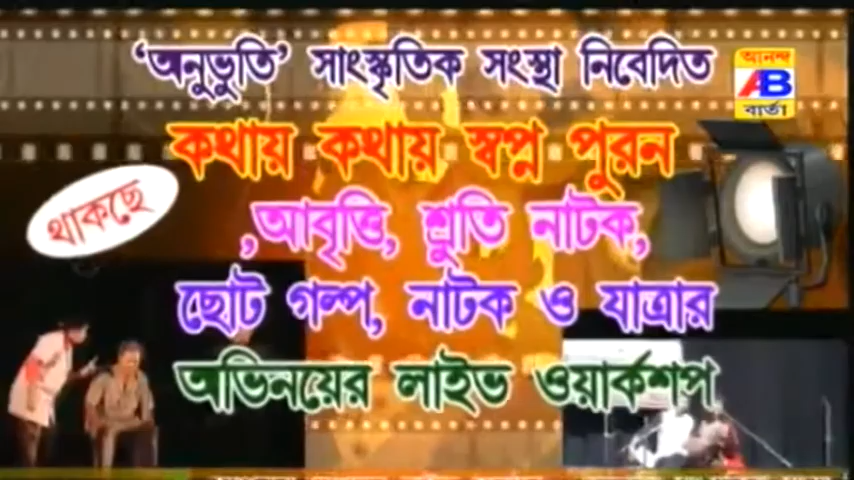 ‘অনুভুতি’ সাংস্কৃতিক সংস্থা নিবেদিত
আনন্দ
AB
বার্তা
কথায় কথায় স্বপ্ন পুরন
থাকছে
,আবৃত্তি, শ্রুতি নাটক,
ছোট গল্প, নাটক ও যাত্রার
অভিনয়ের লাইভ ওয়ার্কশপ